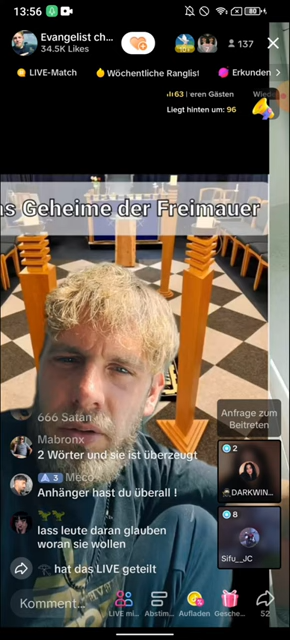 13:56
Evangelist ch...
34.5K Likes
137
LIVE-Match
Wöchentliche Ranglist
Erkunden
63 | eren Gästen
Wied
Liegt hinten um: 96
as Geheime der Freimauer
666 Satan
Mabronx
2 Wörter und sie ist überzeugt
3 Meco
Anhänger hast du überall !
lass leute daran glauben
woran sie wollen
hat das LIVE geteilt
Anfrage zum
Beitreten
2
DARKWIN...
8
Sifu__JC
Komment...
LIVE mi...
Abstim...
Aufladen
Gesche...
52